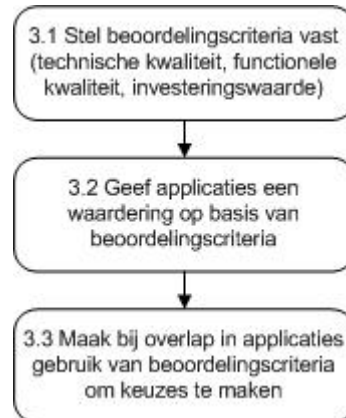 3.1 Stel beoordelingscriteria vast
(technische kwaliteit, functionele
kwaliteit, investeringswaarde)
3.2 Geef applicaties een
waardering op basis van
beoordelingscriteria
3.3 Maak bij overlap in applicaties
gebruik van beoordelingscriteria
om keuzes te maken